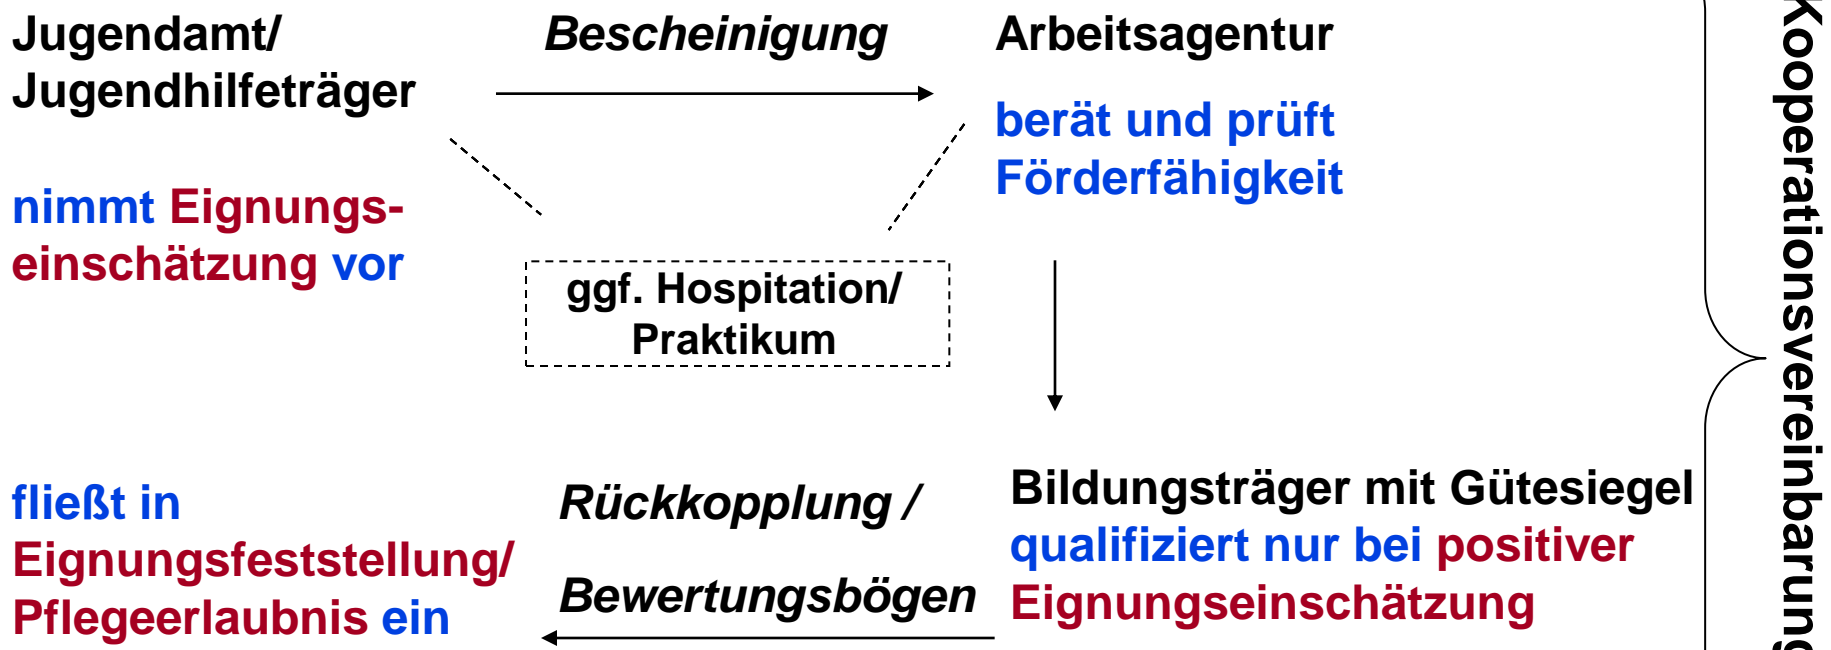 Jugendamt/
Jugendhilfeträger
nimmt Eignungs-
einschätzung vor
Bescheinigung
Arbeitsagentur
berät und prüft
Förderfähigkeit
ggf. Hospitation/
Praktikum
Bildungsträger mit Gütesiegel
qualifiziert nur bei positiver
Eignungseinschätzung
Rückkopplung /
Bewertungsbögen
fließt in
Eignungsfeststellung/
Pflegeerlaubnis ein
Kooperationsvereinbarung